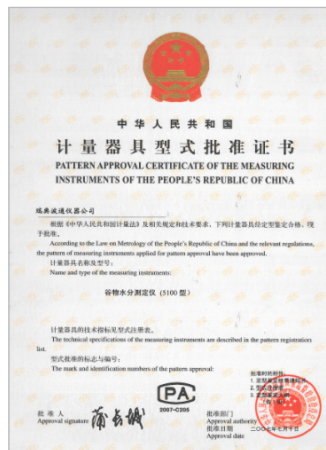 中华人民共和国
计量器具型式批准证书
PATTERN APPROVAL CERTIFICATE OF THE MEASURING
INSTRUMENTS OF THE PEOPLE'S REPUBLIC OF CHINA
瑞典波通仪器公司
根据《中华人民共和国计量法》及相关规定和技术要求，下列计量器具经定型鉴定合格，现
予批准。
According to the Law on Metrology of the People's Republic of China and the relevant regulations,
the pattern of measuring instruments applied for pattern approval have been approved.
计量器具名称及型号：
Name and type of the measuring instruments:
谷物水分测定仪（5100 型）
计量器具的技术指标见型式注册表。
The technical specifications of the measuring instruments are described in the pattern registration
list.
型式批准的标志与编号：
The mark and identification numbers of the pattern approval:
PA
2007-C205
批准人
Approval signature
批准部门
Approval authority
批准日期 二〇〇七年
Approval date